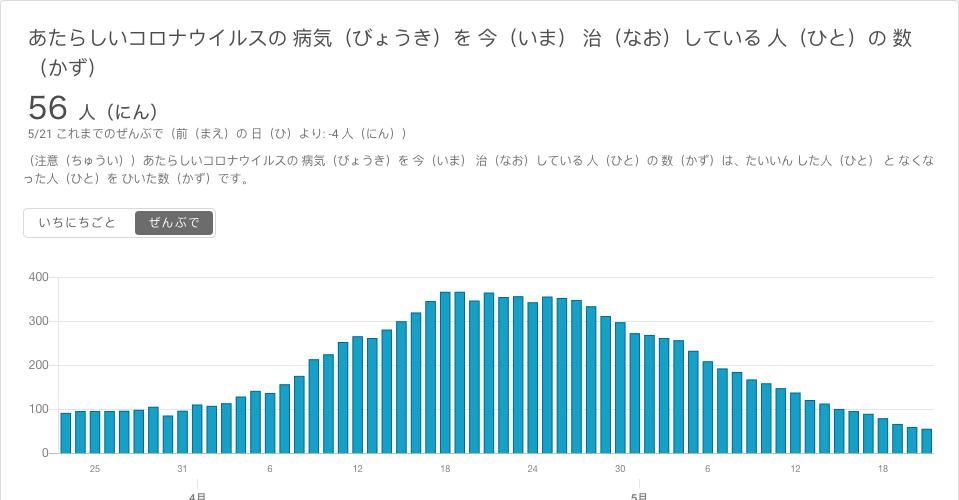 あたらしいコロナウイルスの 病気（びょうき）を 今（いま） 治（なお）している 人（ひと）の 数
（かず）
56 人（にん）
5/21 これまでのぜんぶで（前（まえ）の 日（ひ）より: -4 人（にん））
（注意（ちゅうい））あたらしいコロナウイルスの 病気（びょうき）を 今（いま） 治（なお）している 人（ひと）の 数（かず）は、たいいん した人（ひと） と なくな
った人（ひと）を ひいた数（かず）です。
いちにちごと ぜんぶで
400
300
200
100
0
25 31 6 12 18 24 30 6 12 18
4月 5月